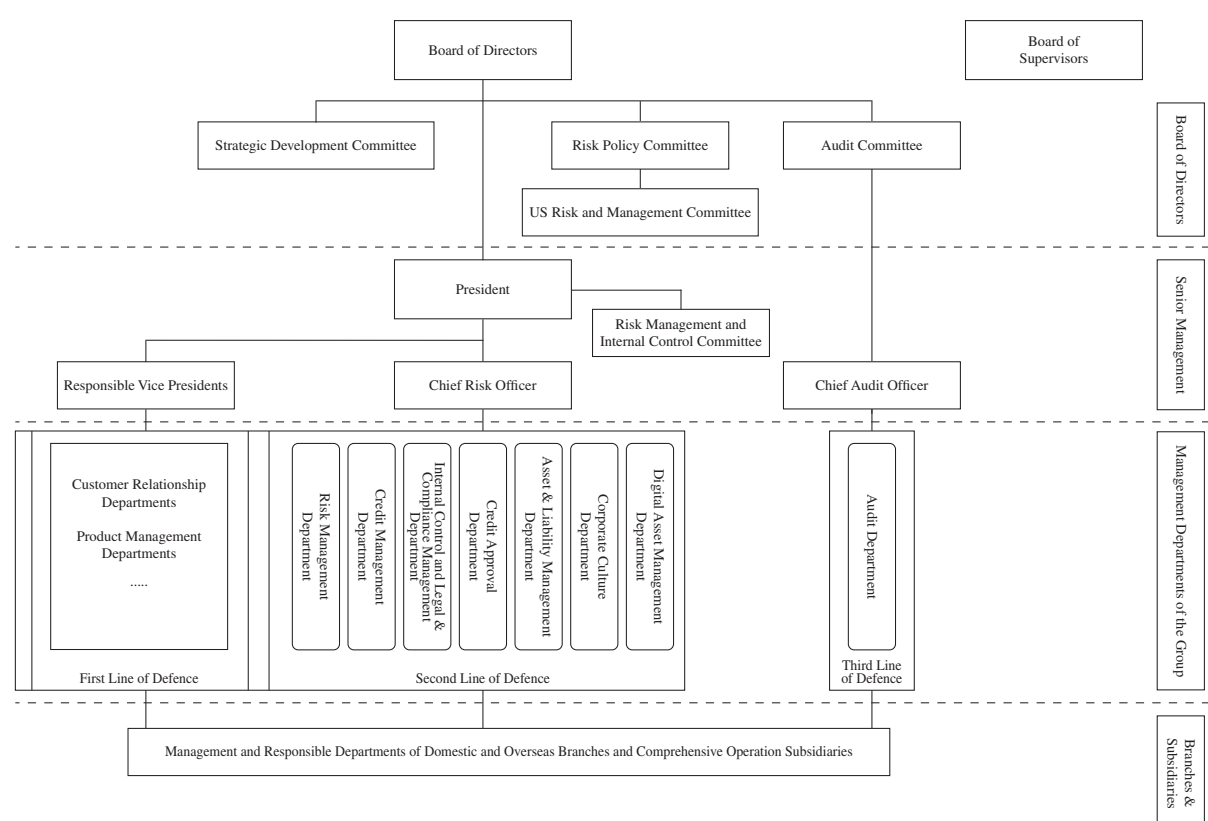 Board of Directors
Board of
Supervisors
Strategic Development Committee
Risk Policy Committee
Audit Committee
US Risk and Management Committee
Board of Directors
President
Risk Management and
Internal Control Committee
Senior Management
Responsible Vice Presidents
Chief Risk Officer
Chief Audit Officer
Customer Relationship
Departments
Product Management
Departments
.....
First Line of Defence
Risk Management
Department
Credit Management
Department
Internal Control and Legal &
Compliance Management
Department
Credit Approval
Department
Asset & Liability Management
Department
Corporate Culture
Department
Digital Asset Management
Department
Second Line of Defence
Audit Department
Third Line
of Defence
Management Departments of the Group
Management and Responsible Departments of Domestic and Overseas Branches and Comprehensive Operation Subsidiaries
Branches &
Subsidiaries